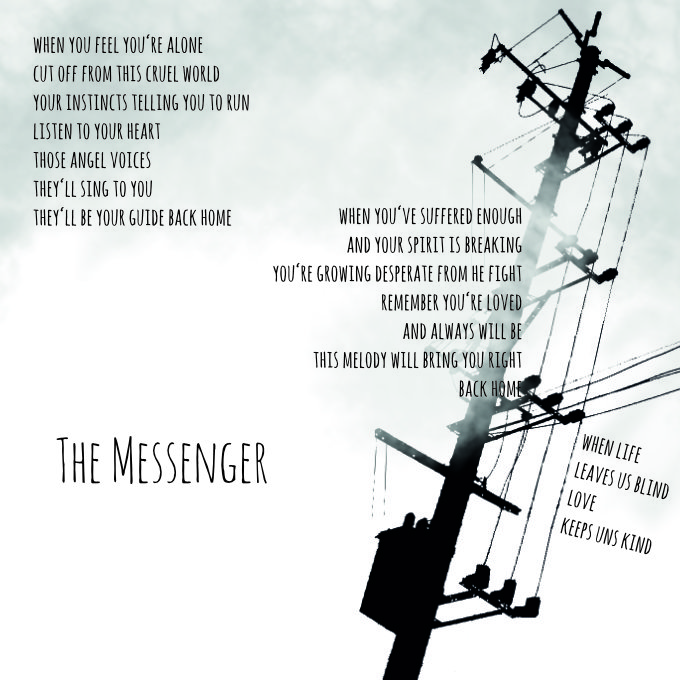 WHEN YOU FEEL YOU'RE ALONE
CUT OFF FROM THIS CRUEL WORLD
YOUR INSTINCTS TELLING YOU TO RUN
LISTEN TO YOUR HEART
THOSE ANGEL VOICES
THEY'LL SING TO YOU
THEY'LL BE YOUR GUIDE BACK HOME
WHEN YOU'VE SUFFERED ENOUGH
AND YOUR SPIRIT IS BREAKING
YOU'RE GROWING DESPERATE FROM HE FIGHT
REMEMBER YOU'RE LOVED
AND ALWAYS WILL BE
THIS MELODY WILL BRING YOU RIGHT
BACK HOME
THE MESSENGER
WHEN LIFE
LEAVES US BLIND
LOVE
KEEPS UNS KIND